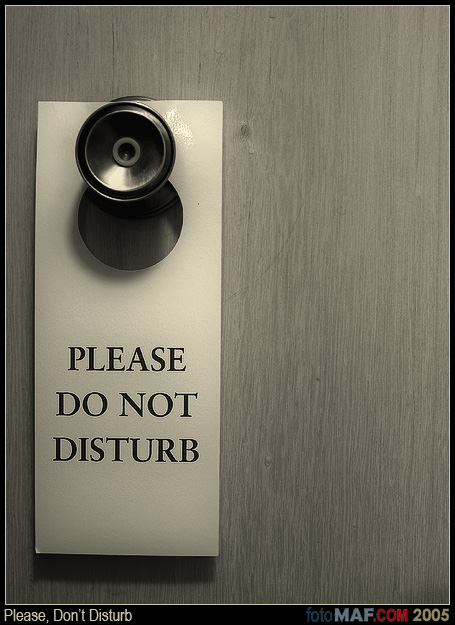 PLEASE
DO NOT
DISTURB
Please, Don't Disturb
fotoMAF.COM 2005